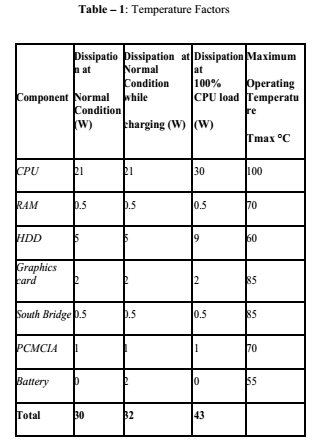 Table – 1: Temperature Factors
Component
Dissipatio
n at
Normal
Condition
(W)
Dissipation at
Normal
Condition
while
charging (W)
Dissipation
at
100%
CPU load
(W)
Maximum
Operating
Temperatu
re
Tmax °C
CPU 21 21 30 100
RAM 0.5 0.5 0.5 70
HDD 5 5 9 60
Graphics
card 2 2 2 85
South Bridge 0.5 0.5 0.5 85
PCMCIA 1 1 1 70
Battery 0 2 0 55
Total 30 32 43